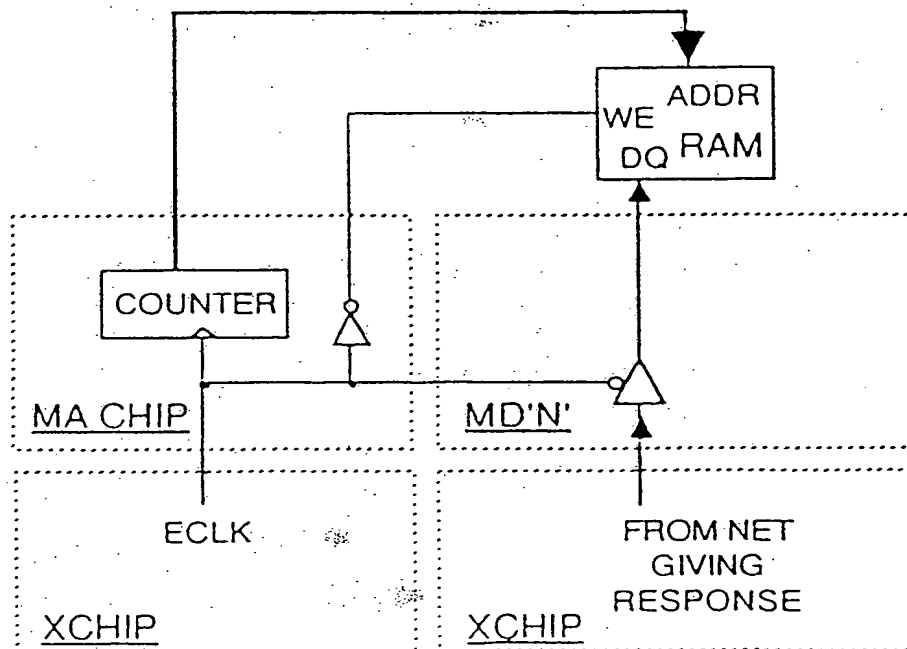 ADDR
WE
DQ RAM
COUNTER
MA CHIP
MD'N'
ECLK
FROM NET
GIVING
RESPONSE
XCHIP
XCHIP